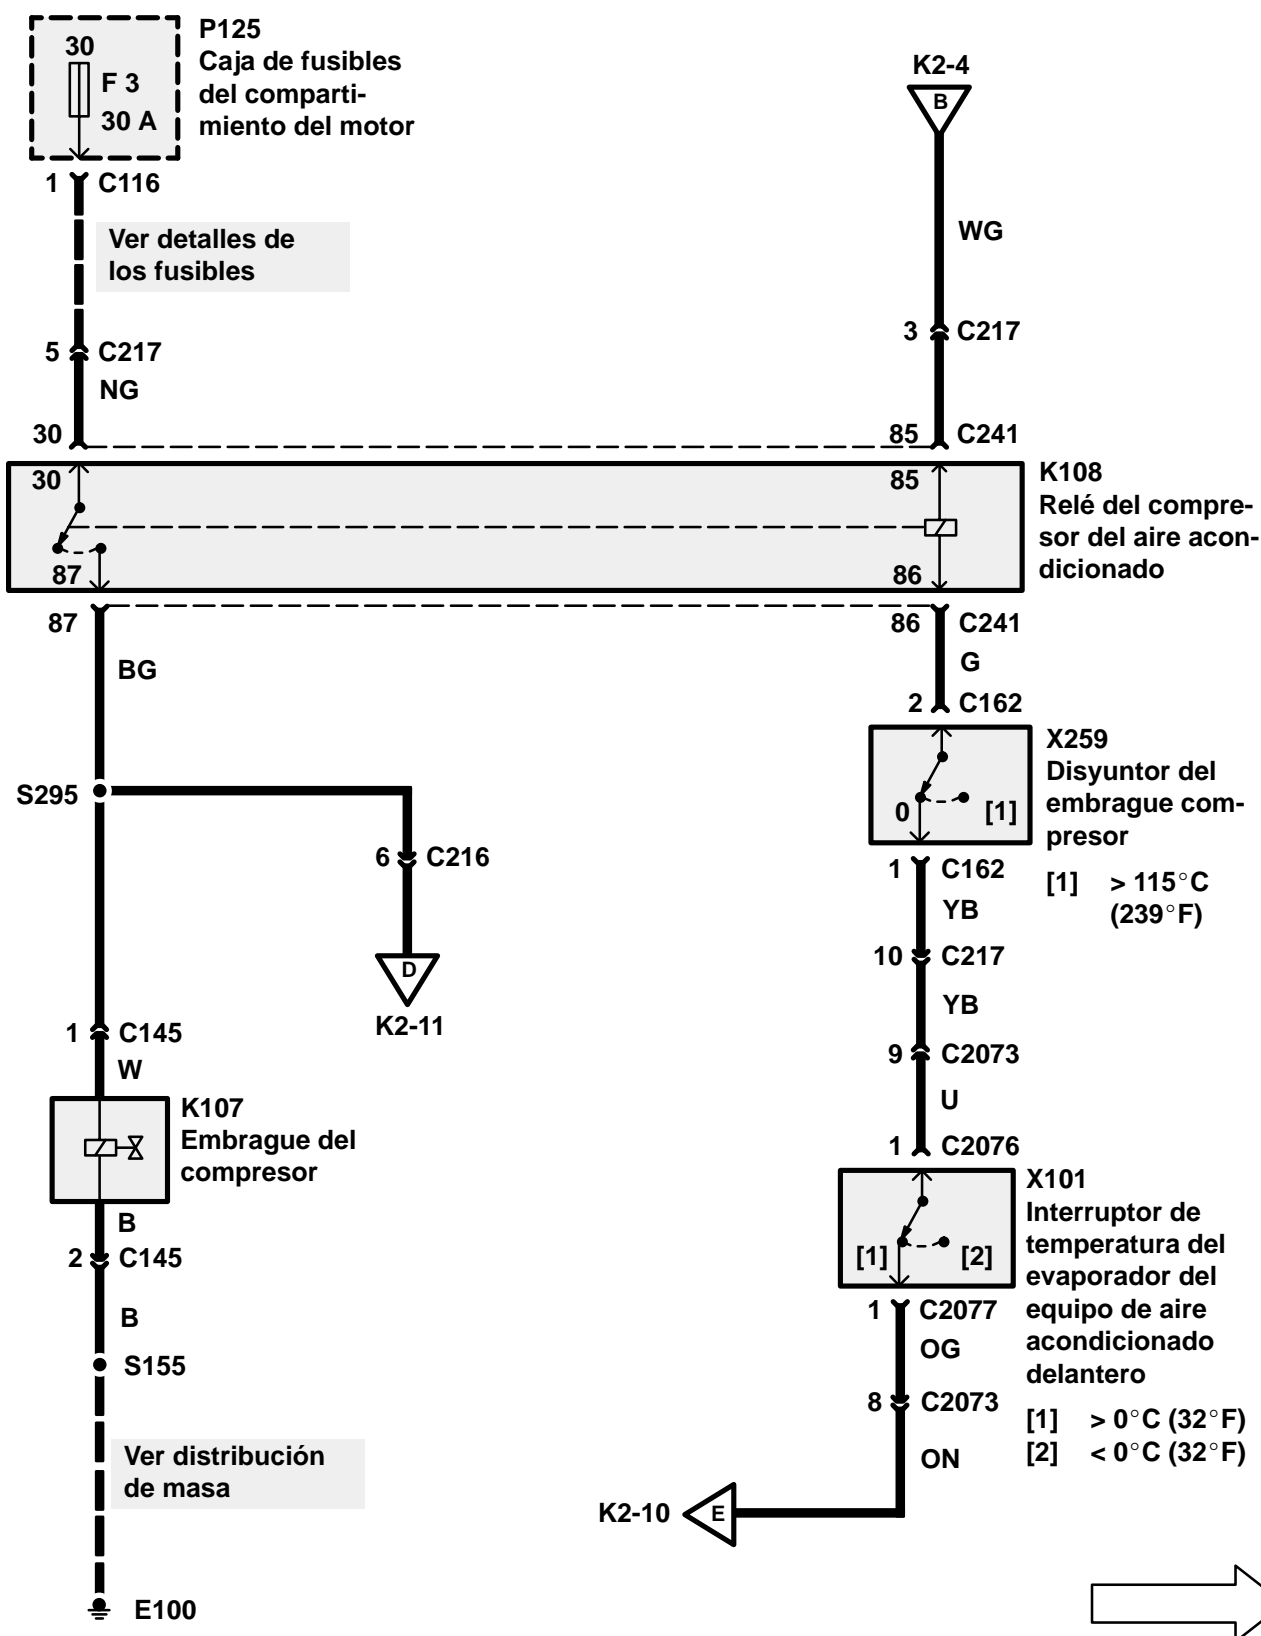 P125
Caja de fusibles
del comparti-
miento del motor
30
F 3
30 A
1 C116
Ver detalles de
los fusibles
5 C217
NG
30
K2-4
B
WG
3 C217
85 C241
30
85
87
86
K108
Relé del compre-
sor del aire acon-
dicionado
87
BG
86 C241
G
2 C162
X259
Disyuntor del
embrague com-
presor
[1] > 115°C
(239°F)
0 [1]
S295
6 C216
D
K2-11
1 C162
YB
10 C217
YB
9 C2073
U
1 C2076
1 C145
W
K107
Embrague del
compresor
B
2 C145
B
S155
Ver distribución
de masa
E100
X101
Interruptor de
temperatura del
evaporador del
equipo de aire
acondicionado
delantero
[1] > 0°C (32°F)
[2] < 0°C (32°F)
[1] [2]
1 C2077
OG
8 C2073
ON
K2-10
E